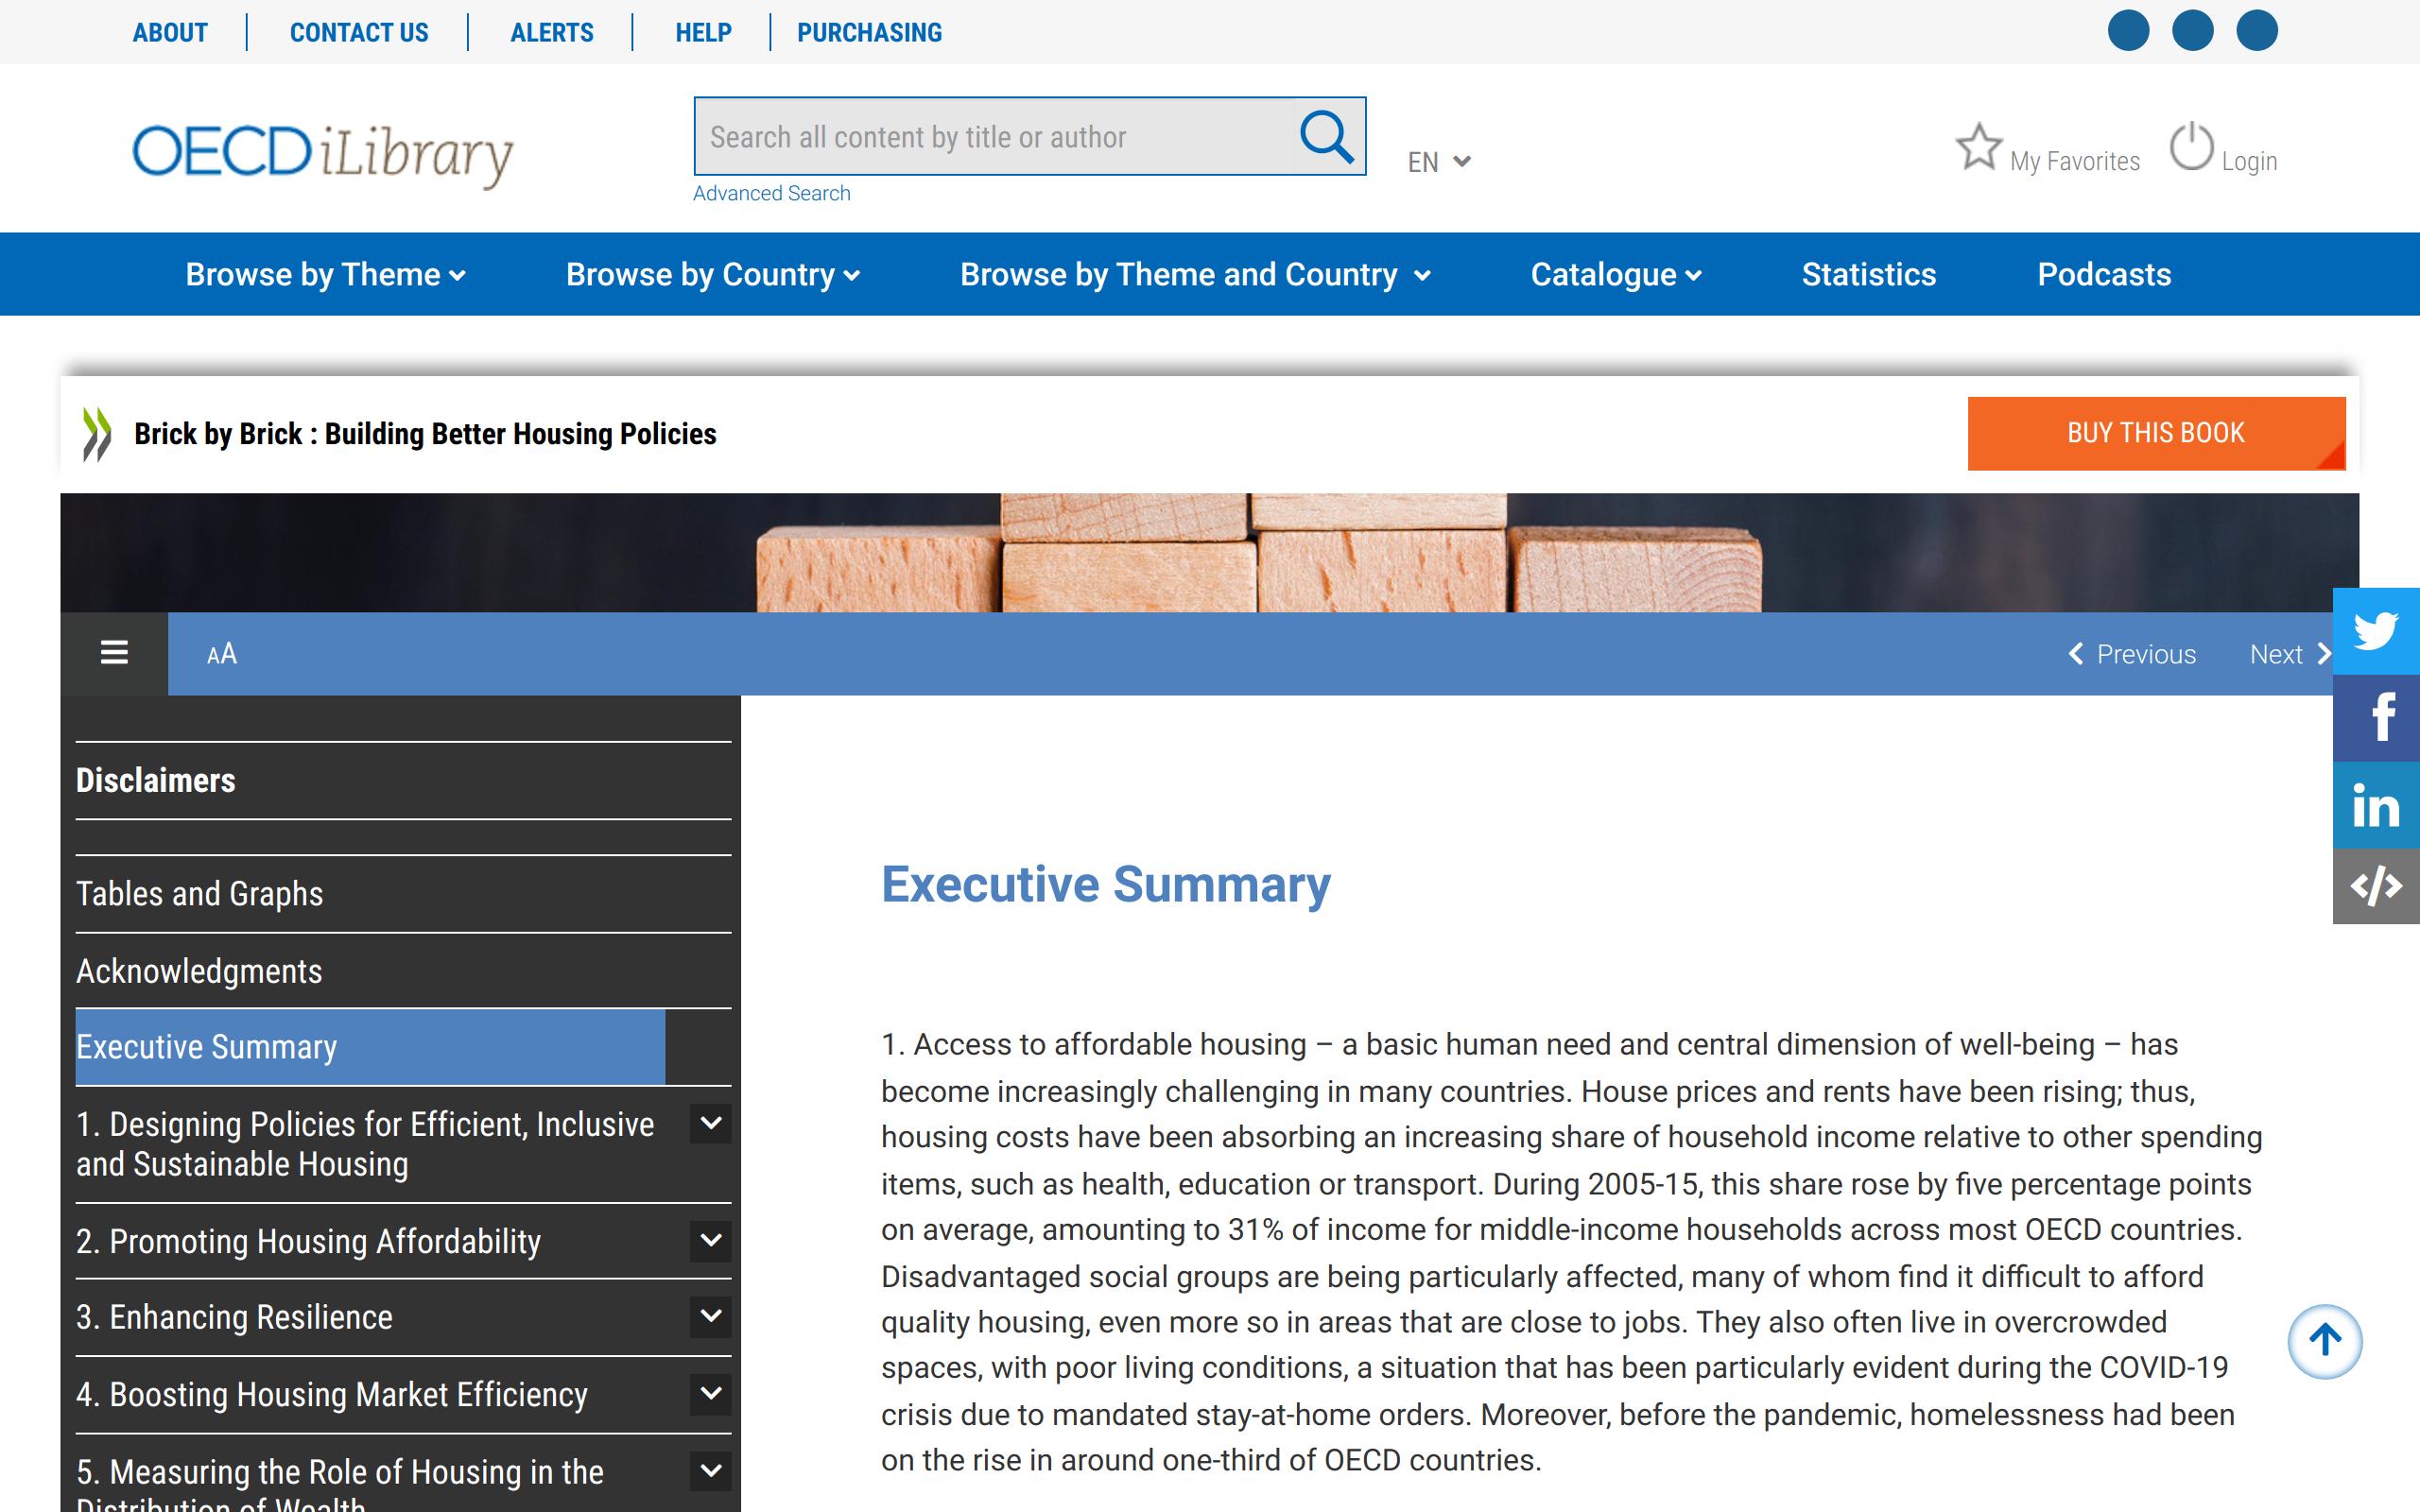 ABOUT
CONTACT US
ALERTS
HELP
PURCHASING
OECD iLibrary
Search all content by title or author
Advanced Search
EN
My Favorites
Login
Browse by Theme
Browse by Country
Browse by Theme and Country
Catalogue
Statistics
Podcasts
Brick by Brick : Building Better Housing Policies
BUY THIS BOOK
AA
Previous
Next
Disclaimers
Tables and Graphs
Acknowledgments
Executive Summary
1. Designing Policies for Efficient, Inclusive
and Sustainable Housing
2. Promoting Housing Affordability
3. Enhancing Resilience
4. Boosting Housing Market Efficiency
5. Measuring the Role of Housing in the
Distribution of Wealth
Executive Summary
1. Access to affordable housing – a basic human need and central dimension of well-being – has
become increasingly challenging in many countries. House prices and rents have been rising; thus,
housing costs have been absorbing an increasing share of household income relative to other spending
items, such as health, education or transport. During 2005-15, this share rose by five percentage points
on average, amounting to 31% of income for middle-income households across most OECD countries.
Disadvantaged social groups are being particularly affected, many of whom find it difficult to afford
quality housing, even more so in areas that are close to jobs. They also often live in overcrowded
spaces, with poor living conditions, a situation that has been particularly evident during the COVID-19
crisis due to mandated stay-at-home orders. Moreover, before the pandemic, homelessness had been
on the rise in around one-third of OECD countries.